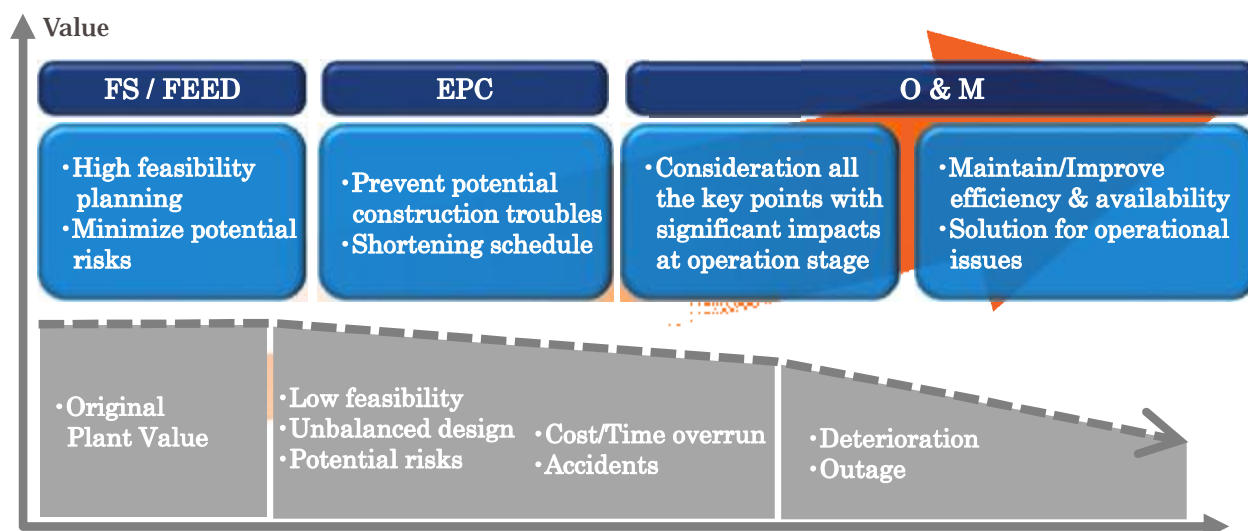 Value
FS / FEED
EPC
O & M
・High feasibility
planning
・Minimize potential
risks
・Prevent potential
construction troubles
・Shortening schedule
・Consideration all
the key points with
significant impacts
at operation stage
・Maintain/Improve
efficiency & availability
・Solution for operational
issues
・Original
Plant Value
・Low feasibility
・Unbalanced design
・Potential risks
・Cost/Time overrun
・Accidents
・Deterioration
・Outage